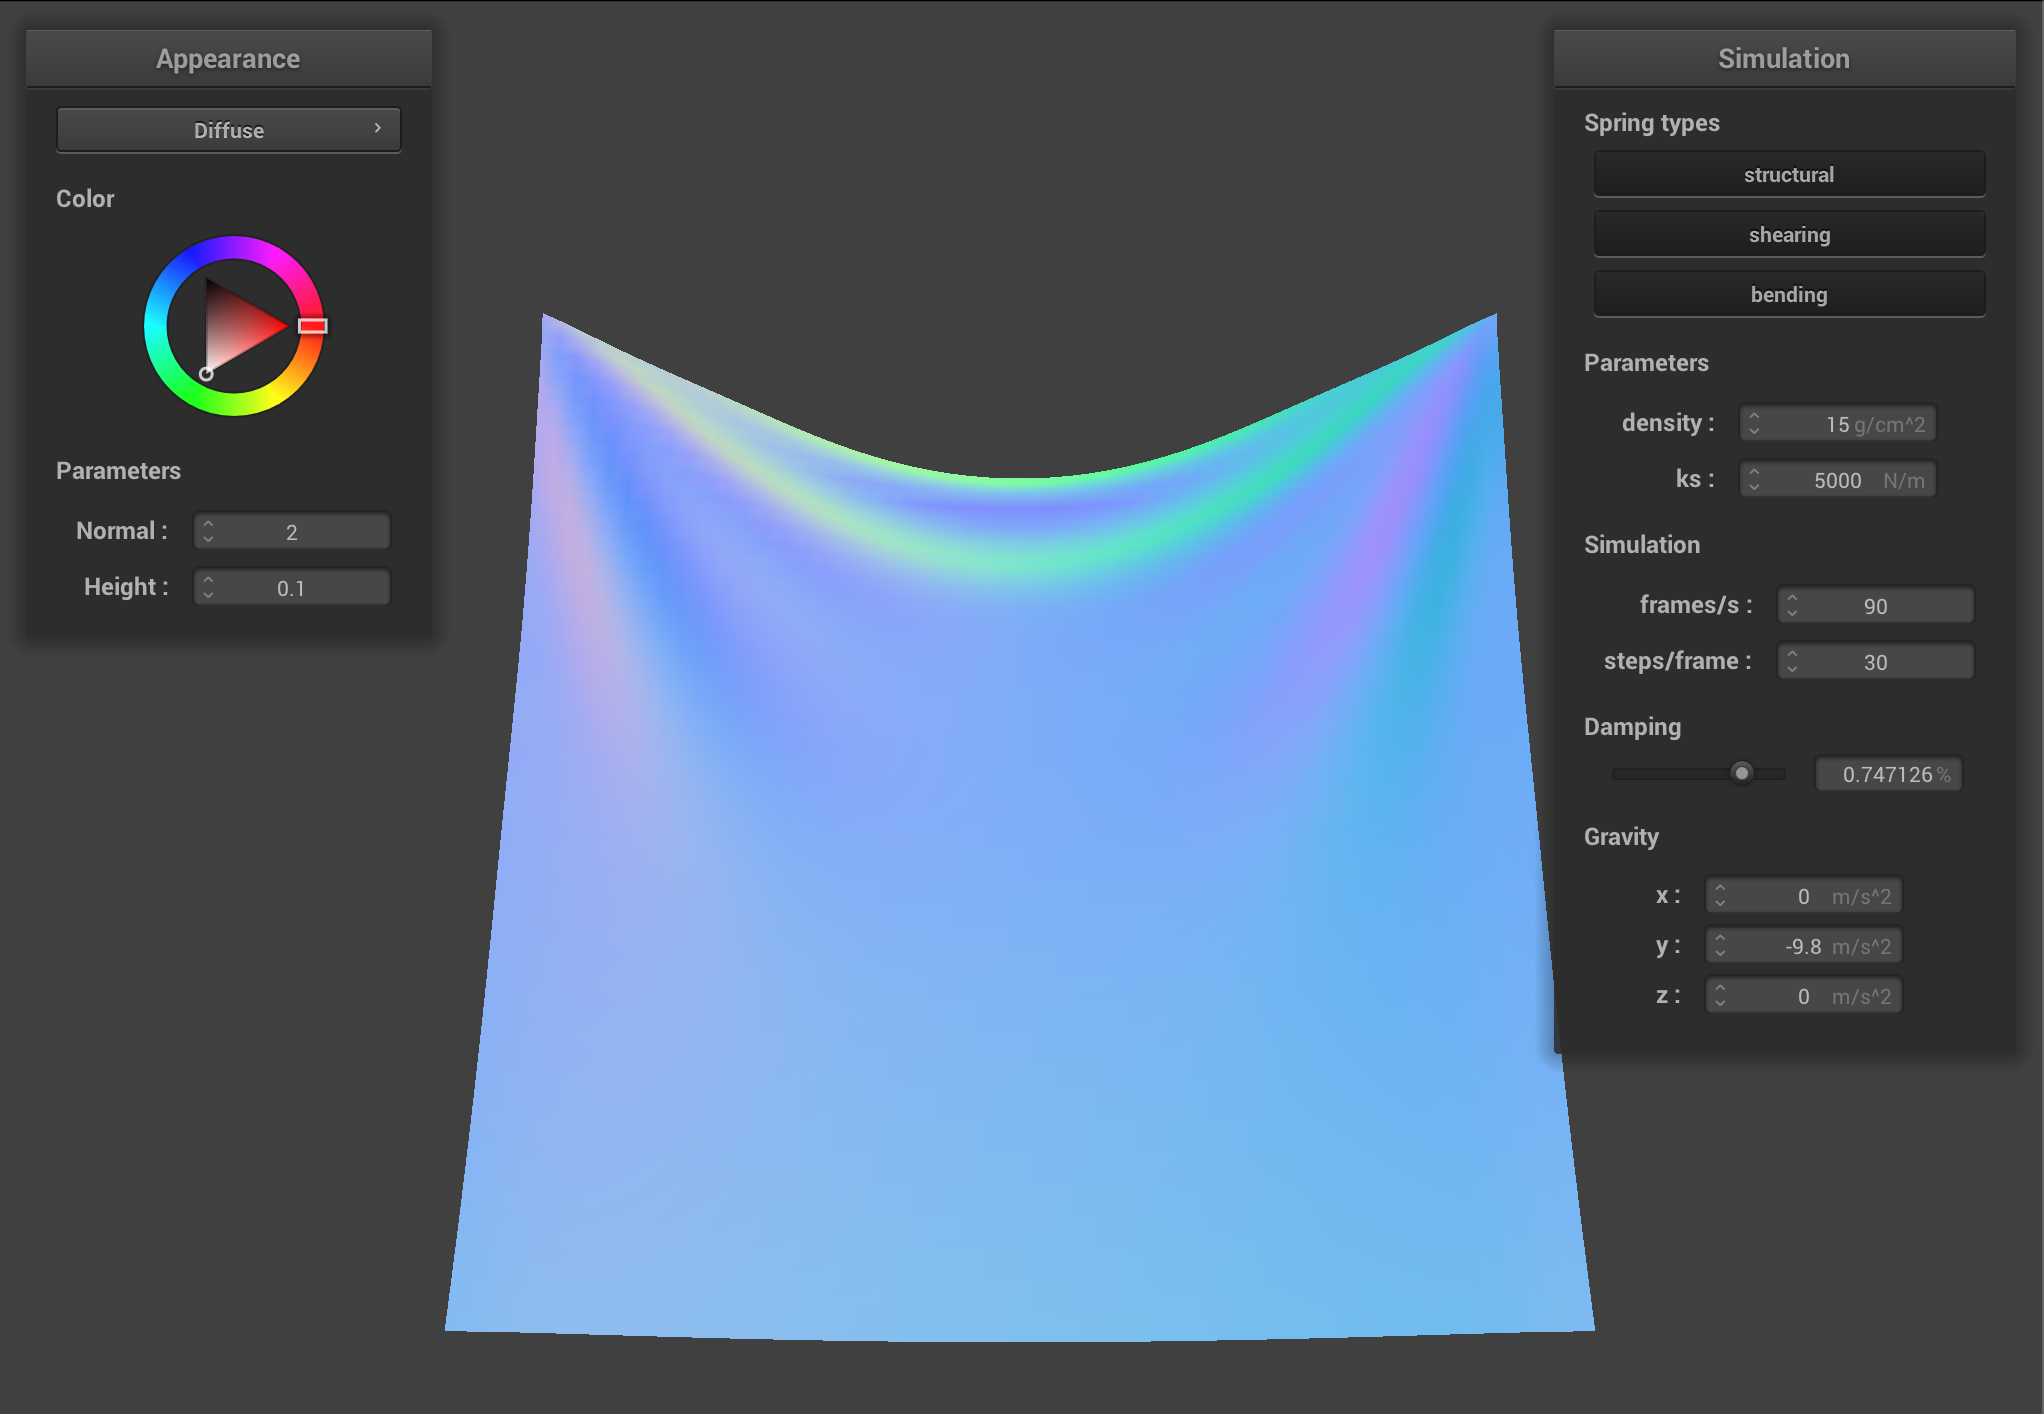 Appearance
Diffuse
Color
Parameters
Normal : 2
Height : 0.1
Simulation
Spring types
structural
shearing
bending
Parameters
density : 15 g/cm^2
ks : 5000 N/m
Simulation
frames/s : 90
steps/frame : 30
Damping
0.747126 %
Gravity
x : 0 m/s^2
y : -9.8 m/s^2
z : 0 m/s^2